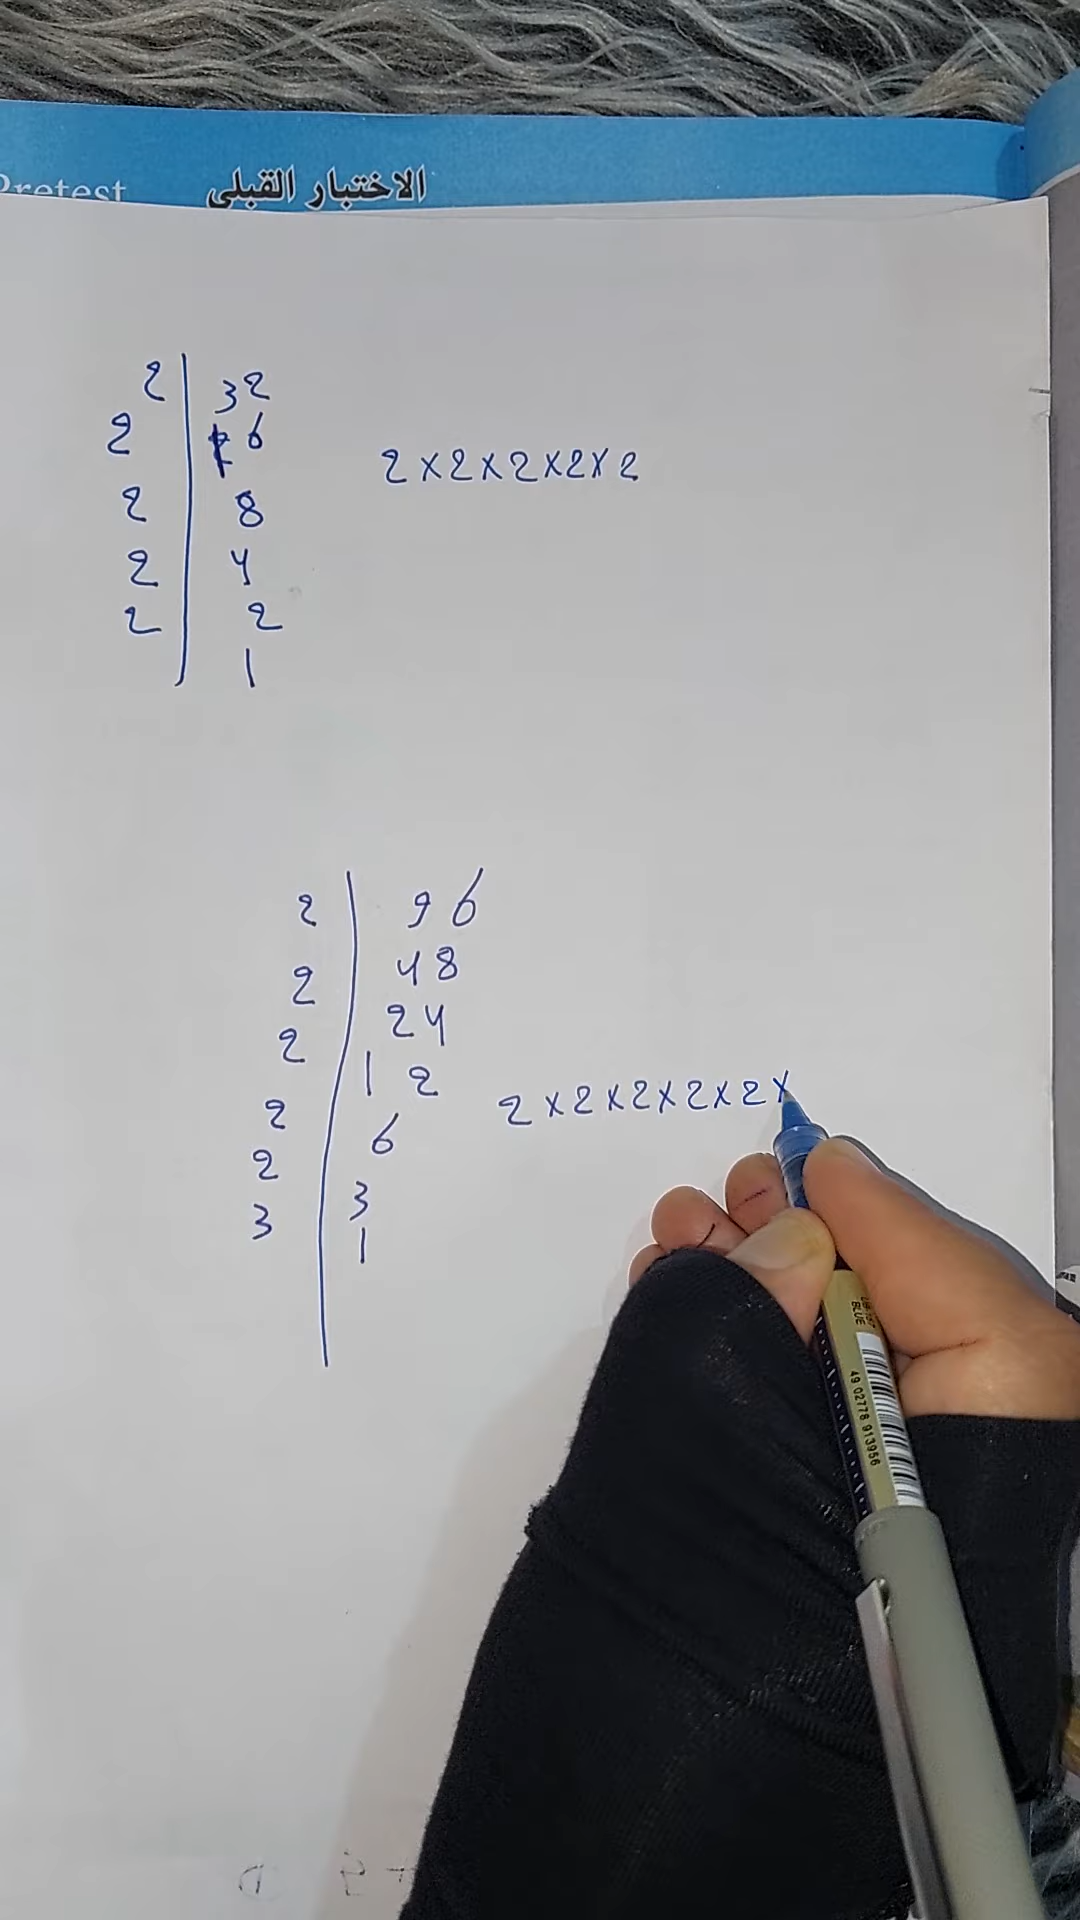 Pretest الاختبار القبلي
2 | 32
2 | 16
2 × 2 × 2 × 2 × 2
2 | 8
2 | 4
2 | 2
1
2 | 96
2 | 48
2 | 24
2 | 12
2 × 2 × 2 × 2 × 2 ×
2 | 6
3 | 3
1
BLUE
49 02778 913956